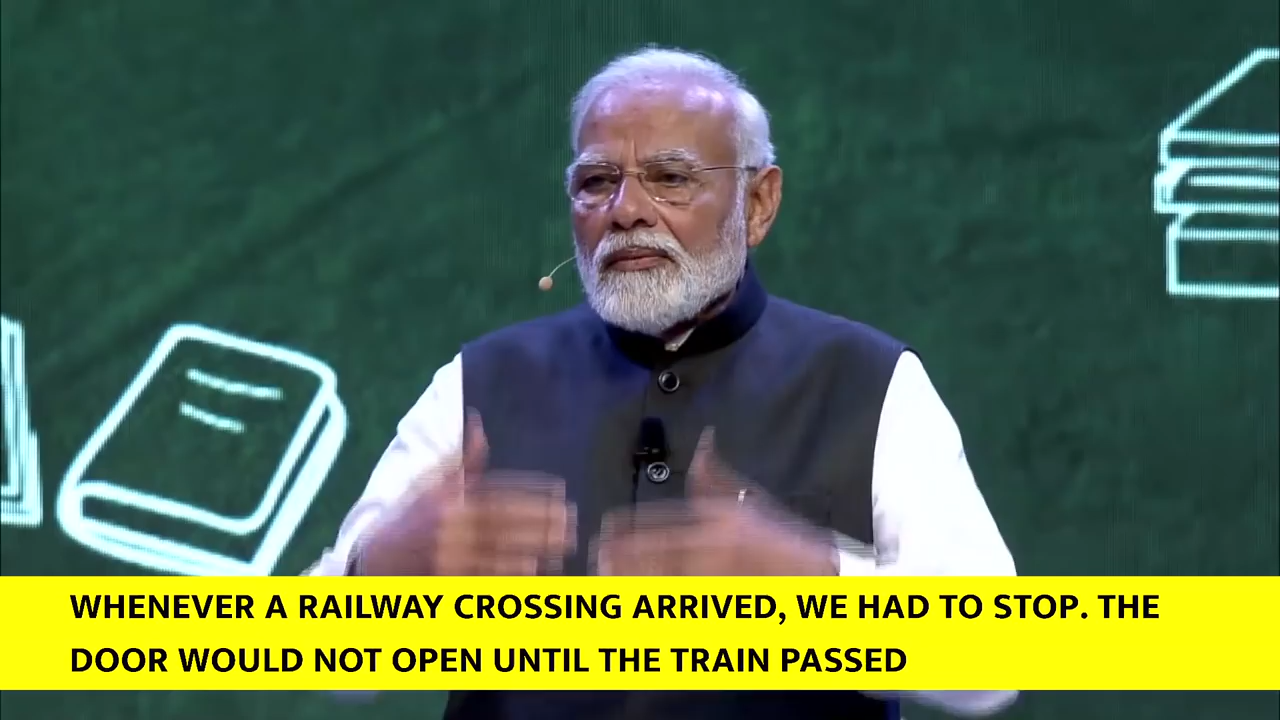 WHENEVER A RAILWAY CROSSING ARRIVED, WE HAD TO STOP. THE
DOOR WOULD NOT OPEN UNTIL THE TRAIN PASSED